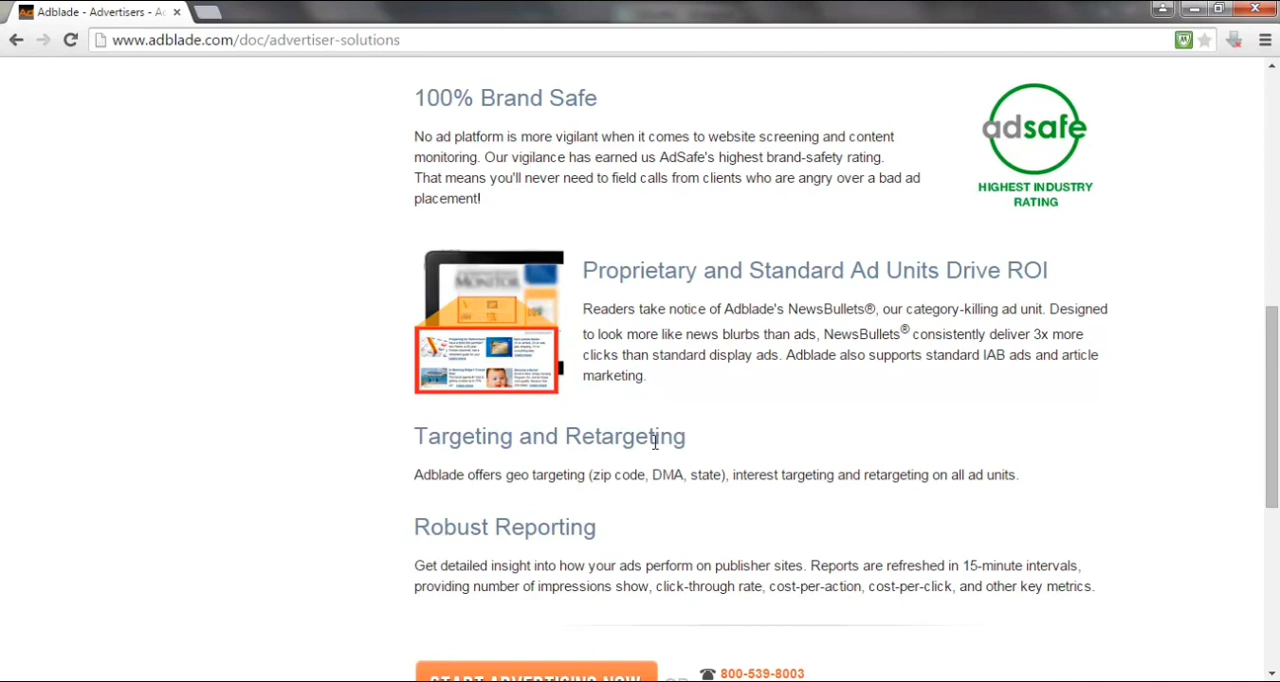 Adblade - Advertisers - Ad
www.adblade.com/doc/advertiser-solutions
100% Brand Safe
No ad platform is more vigilant when it comes to website screening and content
monitoring. Our vigilance has earned us AdSafe's highest brand-safety rating.
That means you'll never need to field calls from clients who are angry over a bad ad
placement!
adsafe
HIGHEST INDUSTRY
RATING
MONITOR
Proprietary and Standard Ad Units Drive ROI
Readers take notice of Adblade's NewsBullets®, our category-killing ad unit. Designed
to look more like news blurbs than ads, NewsBullets® consistently deliver 3x more
clicks than standard display ads. Adblade also supports standard IAB ads and article
marketing.
Targeting and Retargeting
Adblade offers geo targeting (zip code, DMA, state), interest targeting and retargeting on all ad units.
Robust Reporting
Get detailed insight into how your ads perform on publisher sites. Reports are refreshed in 15-minute intervals,
providing number of impressions show, click-through rate, cost-per-action, cost-per-click, and other key metrics.
START ADVERTISING NOW OR 800-539-8003